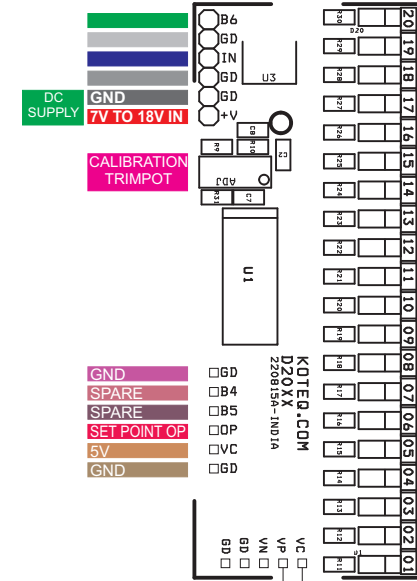 B6
GD
IN
GD
GD
+V
DC
SUPPLY
GND
7V TO 18V IN
U3
C8
R9
R10
C2
CALIBRATION
TRIMPOT
ADJ
R31
C7
U1
GND
SPARE
SPARE
SET POINT OP
5V
GND
GD
B4
B5
OP
VC
GD
KOTEQ.COM
D20XX
220815A-INDIA
GD
GD
VN
VP
VC
R30
D20
20
R29
19
R28
18
R27
17
R26
16
R25
15
R24
14
R23
13
R22
12
R21
11
R20
10
R19
09
R18
08
R17
07
R16
06
R15
05
R14
04
R13
03
R12
02
R11
01